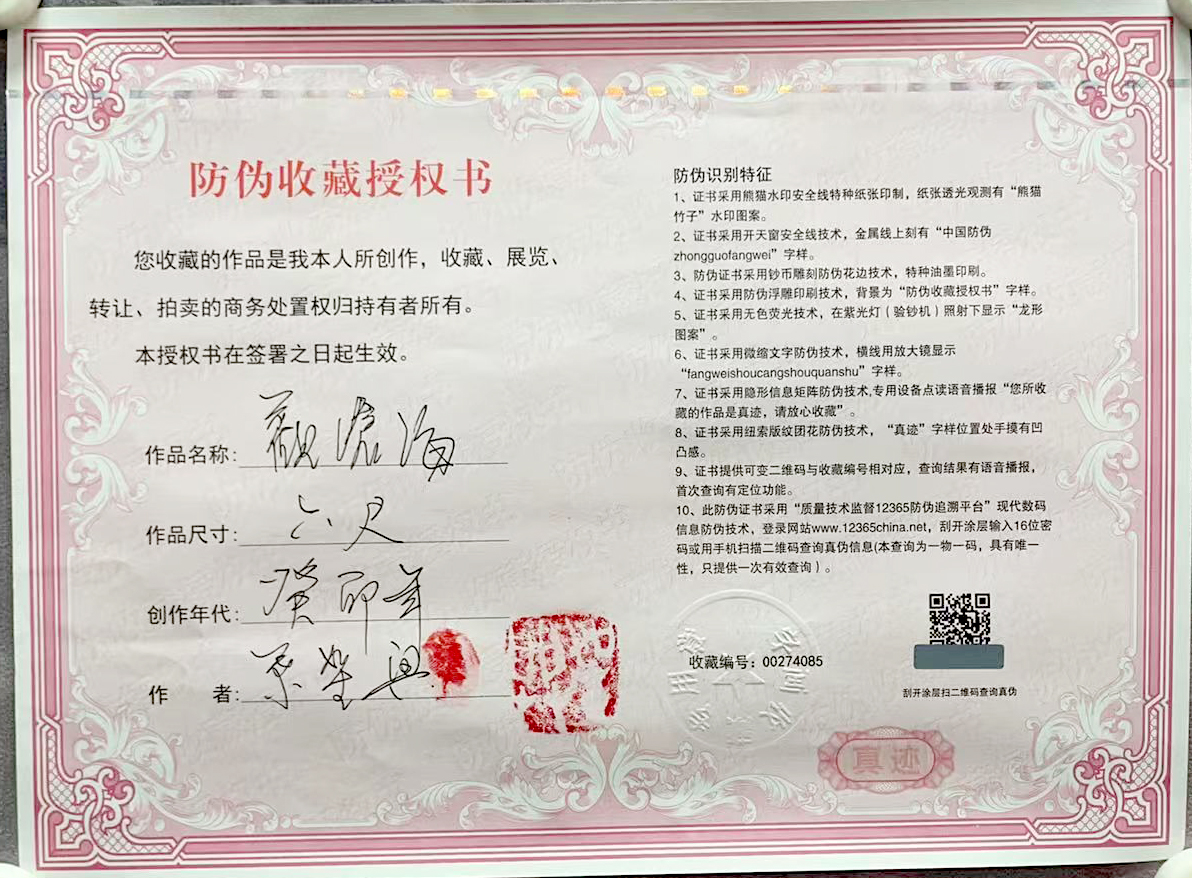 防伪收藏授权书
您收藏的作品是我本人所创作，收藏、展览、
转让、拍卖的商务处置权归持有者所有。
本授权书在签署之日起生效。
作品名称：觀滄海
作品尺寸：六尺
创作年代：癸卯年
作 者：
防伪识别特征
1、证书采用熊猫水印安全线特种纸张印制，纸张透光观测有“熊猫
竹子”水印图案。
2、证书采用开天窗安全线技术，金属线上刻有“中国防伪
zhongguofangwei”字样。
3、防伪证书采用钞币雕刻防伪花边技术，特种油墨印刷。
4、证书采用防伪浮雕印刷技术，背景为“防伪收藏授权书”字样。
5、证书采用无色荧光技术，在紫光灯（验钞机）照射下显示“龙形
图案”。
6、证书采用微缩文字防伪技术，横线用放大镜显示
“fangweishoucangshouquanshu”字样。
7、证书采用隐形信息矩阵防伪技术,专用设备点读语音播报“您所收
藏的作品是真迹，请放心收藏”。
8、证书采用纽索版纹团花防伪技术，“真迹”字样位置处手摸有凹
凸感。
9、证书提供可变二维码与收藏编号相对应，查询结果有语音播报，
首次查询有定位功能。
10、此防伪证书采用“质量技术监督12365防伪追溯平台”现代数码
信息防伪技术，登录网站www.12365china.net，刮开涂层输入16位密
码或用手机扫描二维码查询真伪信息(本查询为一物一码，具有唯一
性，只提供一次有效查询）。
收藏编号：00274085
刮开涂层扫二维码查询真伪
真迹